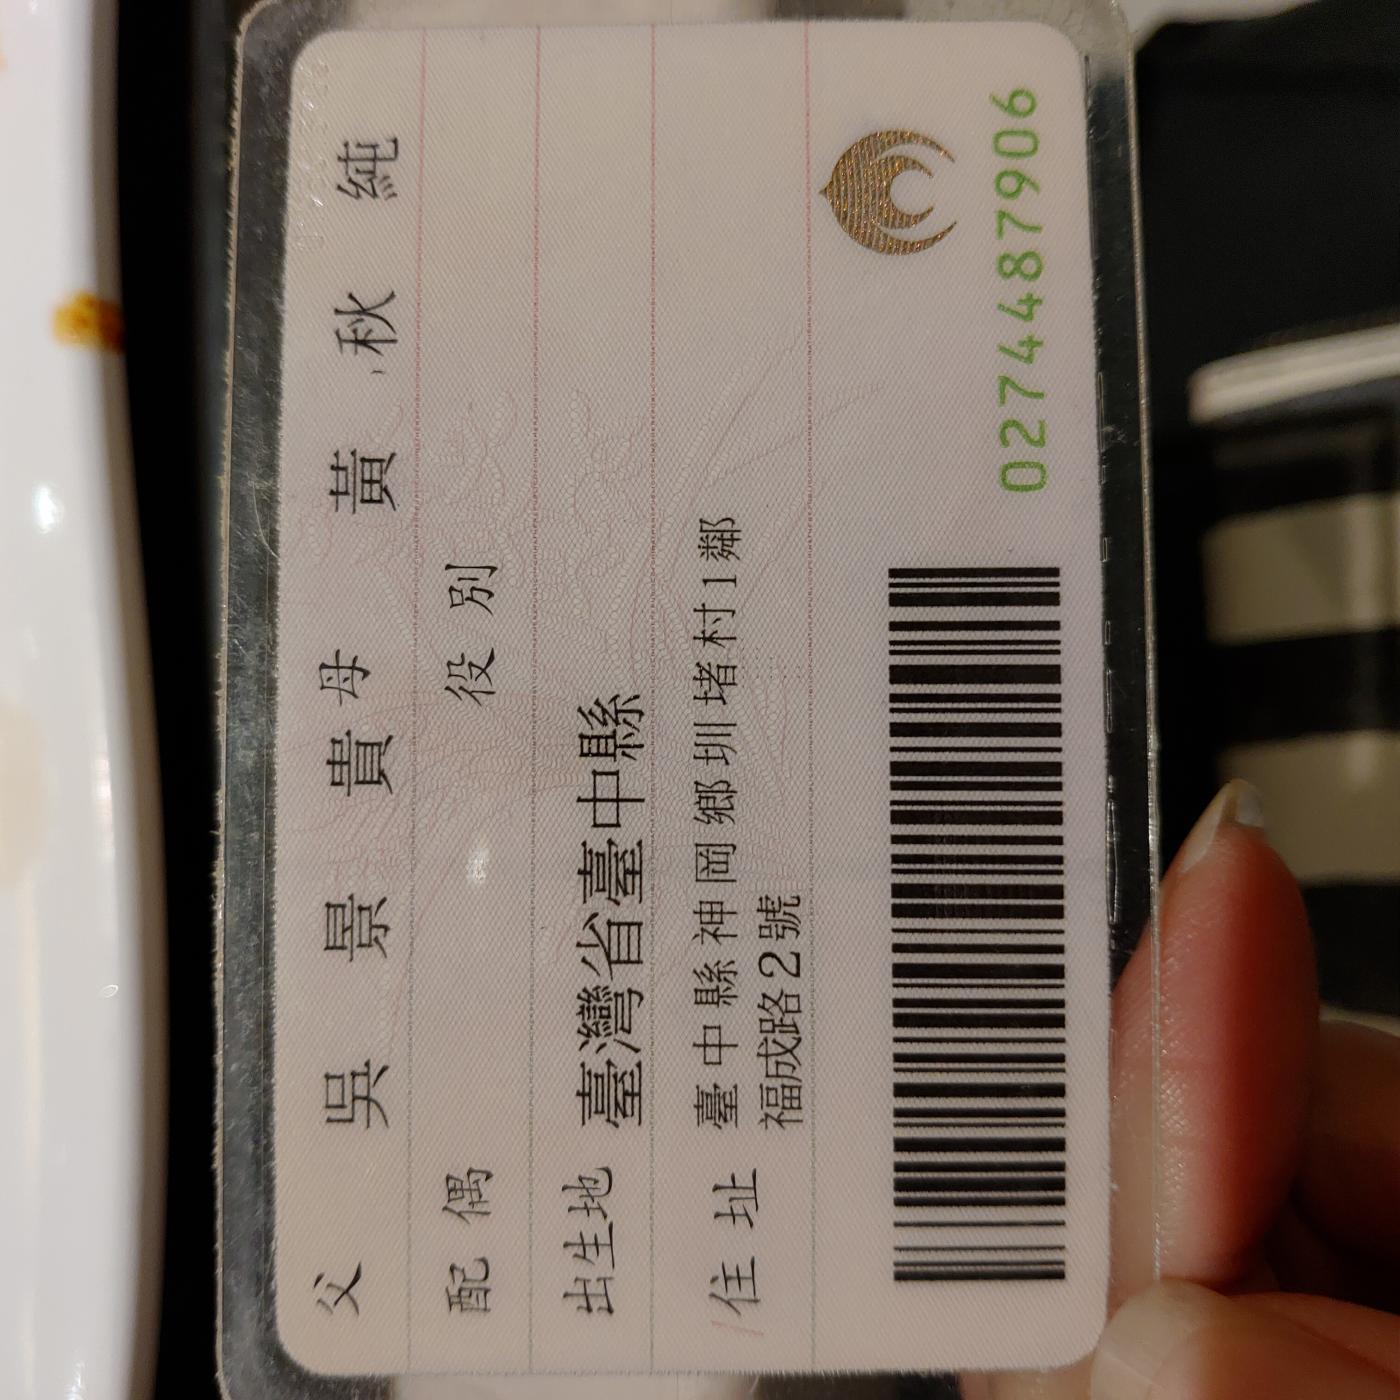 父 吳景貴 母 黃秋純
配偶 役別
出生地 臺灣省臺中縣
住址 臺中縣神岡鄉圳堵村1鄰
福成路2號
0274487906